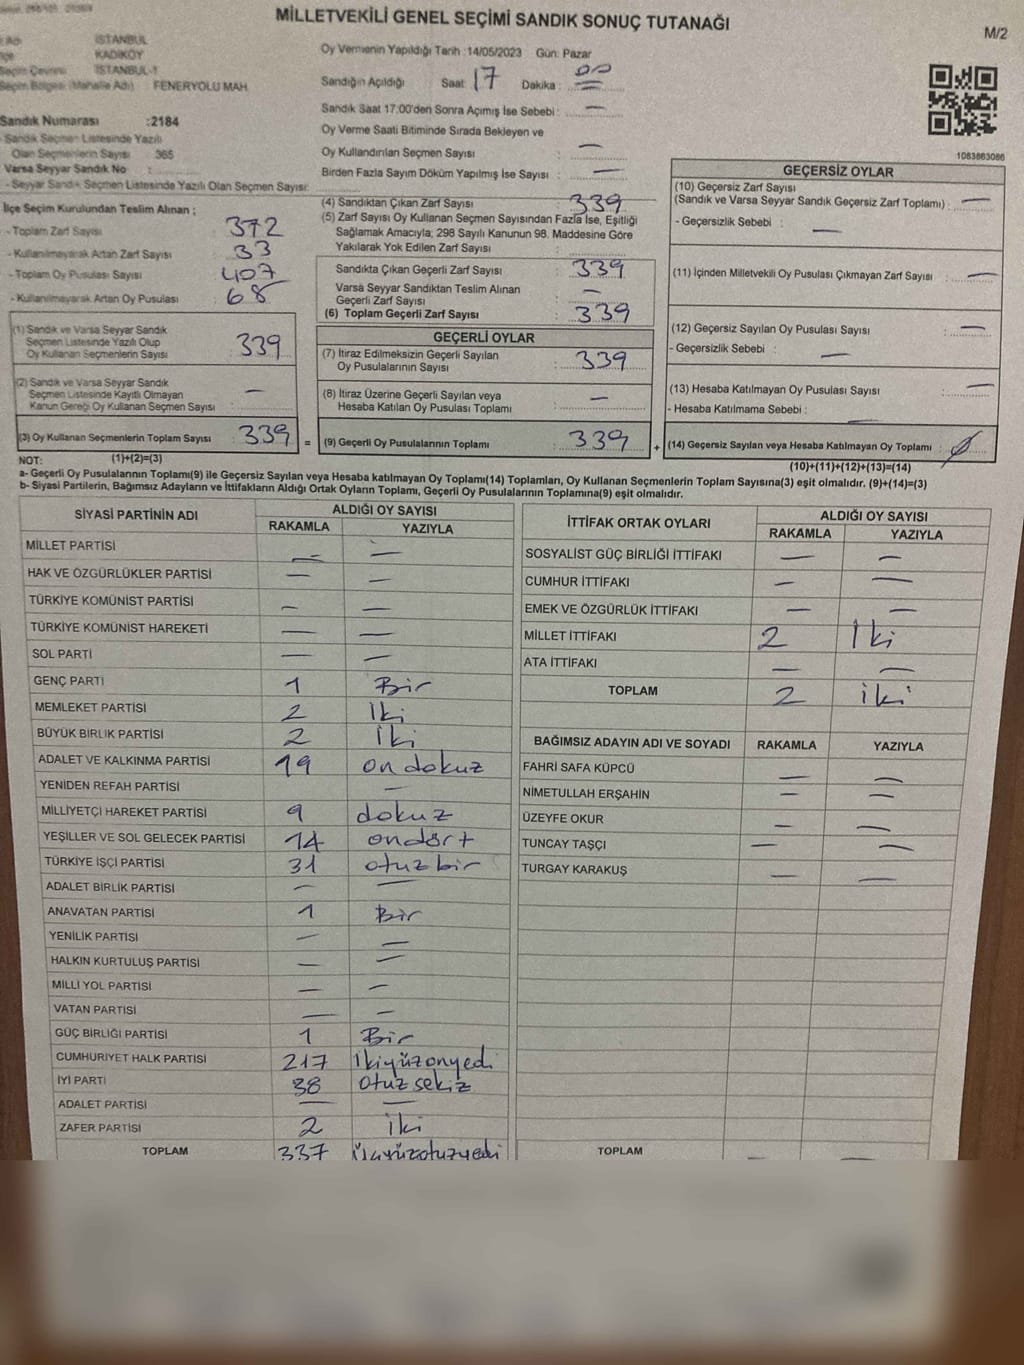 MİLLETVEKİLİ GENEL SEÇİMİ SANDIK SONUÇ TUTANAĞI
M/2
İSTANBUL
KADIKÖY
Seçim Çevresi İSTANBUL-1
Seçim Bölgesi (Mahalle Adı) : FENERYOLU MAH.
Sandık Numarası :2184
- Sandık Seçmen Listesinde Yazılı
Olan Seçmenlerin Sayısı 365
Varsa Seyyar Sandık No :
- Seyyar Sandık Seçmen Listesinde Yazılı Olan Seçmen Sayısı:
İlçe Seçim Kurulundan Teslim Alınan ;
- Toplam Zarf Sayısı : 372
- Kullanılmayarak Artan Zarf Sayısı : 33
- Toplam Oy Pusulası Sayısı : 407
- Kullanılmayarak Artan Oy Pusulası : 68
(1) Sandık ve Varsa Seyyar Sandık
Seçmen Listesinde Yazılı Olup
Oy Kullanan Seçmenlerin Sayısı : 339
(2) Sandık ve Varsa Seyyar Sandık
Seçmen Listesinde Kayıtlı Olmayan
Kanun Gereği Oy Kullanan Seçmen Sayısı : —
(3) Oy Kullanan Seçmenlerin Toplam Sayısı : 339 =
Oy Vermenin Yapıldığı Tarih :14/05/2023 Gün: Pazar
Sandığın Açıldığı Saat: 17 Dakika : 00
Sandık Saat 17:00'den Sonra Açımış İse Sebebi : —
Oy Verme Saati Bitiminde Sırada Bekleyen ve
Oy Kullandırılan Seçmen Sayısı : —
Birden Fazla Sayım Döküm Yapılmış İse Sayısı : —
(4) Sandıktan Çıkan Zarf Sayısı : 339
(5) Zarf Sayısı Oy Kullanan Seçmen Sayısından Fazla İse, Eşitliği
Sağlamak Amacıyla; 298 Sayılı Kanunun 98. Maddesine Göre
Yakılarak Yok Edilen Zarf Sayısı :
Sandıkta Çıkan Geçerli Zarf Sayısı : 339
Varsa Seyyar Sandıktan Teslim Alınan
Geçerli Zarf Sayısı : —
(6) Toplam Geçerli Zarf Sayısı : 339
GEÇERLİ OYLAR
(7) İtiraz Edilmeksizin Geçerli Sayılan
Oy Pusulalarının Sayısı : 339
(8) İtiraz Üzerine Geçerli Sayılan veya
Hesaba Katılan Oy Pusulası Toplamı : —
(9) Geçerli Oy Pusulalarının Toplamı : 339 +
1083863086
GEÇERSİZ OYLAR
(10) Geçersiz Zarf Sayısı
(Sandık ve Varsa Seyyar Sandık Geçersiz Zarf Toplamı) : —
- Geçersizlik Sebebi : —
(11) İçinden Milletvekili Oy Pusulası Çıkmayan Zarf Sayısı : —
(12) Geçersiz Sayılan Oy Pusulası Sayısı : —
- Geçersizlik Sebebi : —
(13) Hesaba Katılmayan Oy Pusulası Sayısı : —
- Hesaba Katılmama Sebebi : —
(14) Geçersiz Sayılan veya Hesaba Katılmayan Oy Toplamı : Ø
NOT: (1)+(2)=(3)
(10)+(11)+(12)+(13)=(14)
a- Geçerli Oy Pusulalarının Toplamı(9) ile Geçersiz Sayılan veya Hesaba katılmayan Oy Toplamı(14) Toplamları, Oy Kullanan Seçmenlerin Toplam Sayısına(3) eşit olmalıdır. (9)+(14)=(3)
b- Siyasi Partilerin, Bağımsız Adayların ve İttifakların Aldığı Ortak Oyların Toplamı, Geçerli Oy Pusulalarının Toplamına(9) eşit olmalıdır.
SİYASİ PARTİNİN ADI ALDIĞI OY SAYISI
RAKAMLA YAZIYLA
MİLLET PARTİSİ — —
HAK VE ÖZGÜRLÜKLER PARTİSİ — —
TÜRKİYE KOMÜNİST PARTİSİ — —
TÜRKİYE KOMÜNİST HAREKETİ — —
SOL PARTİ — —
GENÇ PARTİ 1 Bir
MEMLEKET PARTİSİ 2 İki
BÜYÜK BİRLİK PARTİSİ 2 İki
ADALET VE KALKINMA PARTİSİ 19 on dokuz
YENİDEN REFAH PARTİSİ —
MİLLİYETÇİ HAREKET PARTİSİ 9 dokuz
YEŞİLLER VE SOL GELECEK PARTİSİ 14 ondört
TÜRKİYE İŞÇİ PARTİSİ 31 otuzbir
ADALET BİRLİK PARTİSİ — —
ANAVATAN PARTİSİ 1 Bir
YENİLİK PARTİSİ — —
HALKIN KURTULUŞ PARTİSİ — —
MİLLİ YOL PARTİSİ — —
VATAN PARTİSİ — —
GÜÇ BİRLİĞİ PARTİSİ 1 Bir
CUMHURİYET HALK PARTİSİ 217 İkiyüzonyedi
İYİ PARTİ 38 Otuz sekiz
ADALET PARTİSİ — —
ZAFER PARTİSİ 2 İki
TOPLAM 337 Üçyüzotuzyedi
İTTİFAK ORTAK OYLARI ALDIĞI OY SAYISI
RAKAMLA YAZIYLA
SOSYALİST GÜÇ BİRLİĞİ İTTİFAKI — —
CUMHUR İTTİFAKI — —
EMEK VE ÖZGÜRLÜK İTTİFAKI — —
MİLLET İTTİFAKI 2 İki
ATA İTTİFAKI — —
TOPLAM 2 iki
BAĞIMSIZ ADAYIN ADI VE SOYADI RAKAMLA YAZIYLA
FAHRİ SAFA KÜPCÜ — —
NİMETULLAH ERŞAHİN — —
ÜZEYFE OKUR — —
TUNCAY TAŞÇI — —
TURGAY KARAKUŞ — —
TOPLAM — —